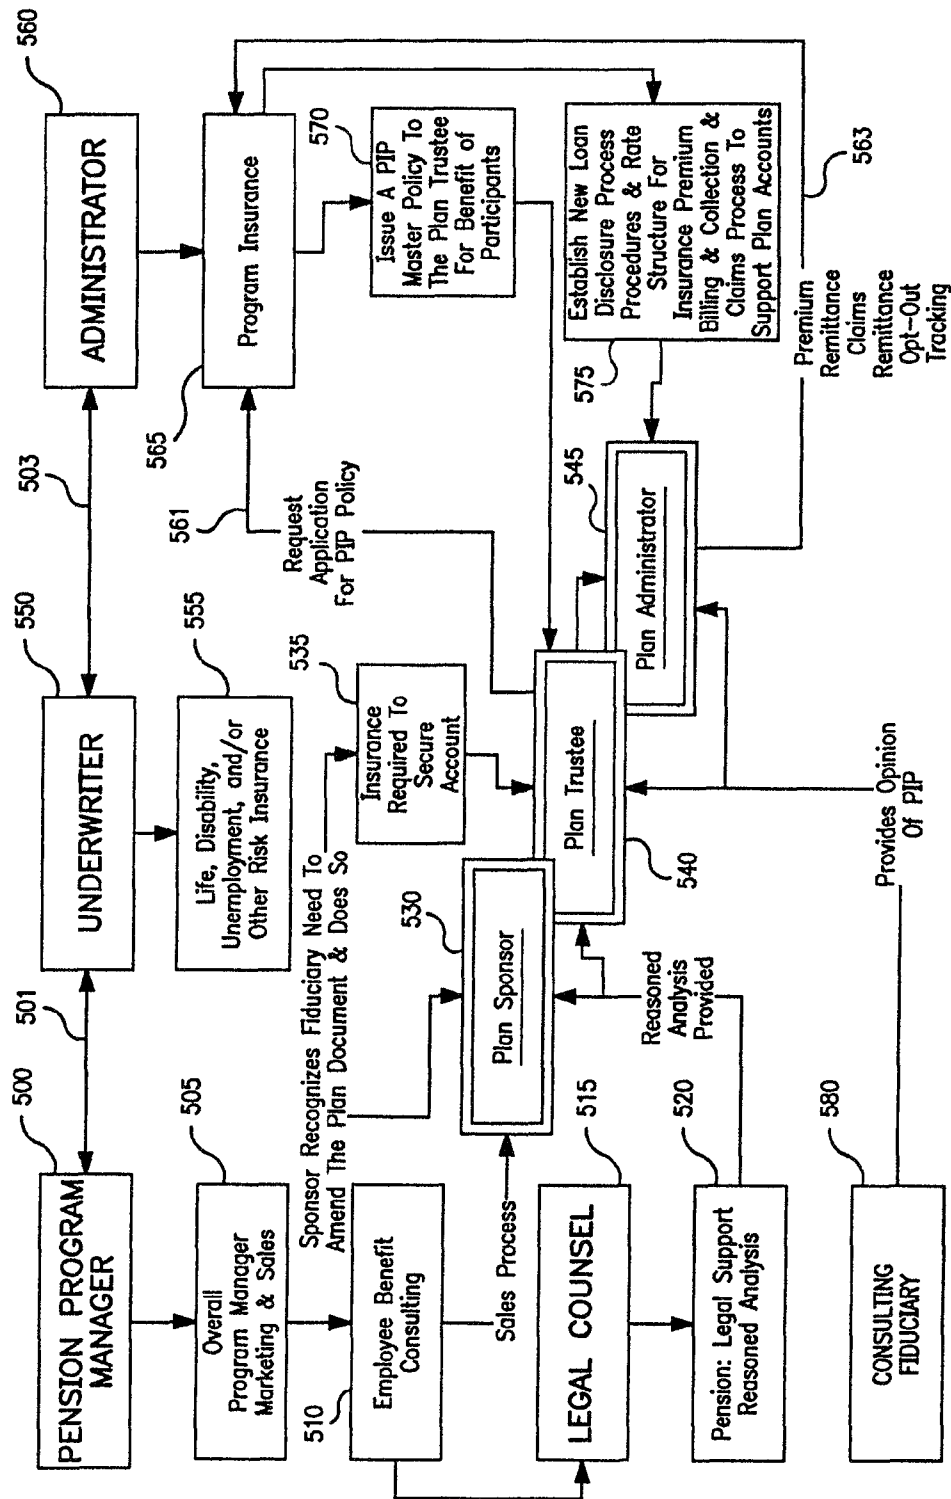 500
PENSION PROGRAM
MANAGER
501
550
UNDERWRITER
503
560
ADMINISTRATOR
505
Overall
Program Manager
Marketing & Sales
555
Life, Disability,
Unemployment, and/or
Other Risk Insurance
565
Program Insurance
561
Request
Application
For PIP Policy
570
Issue A PIP
Master Policy To
The Plan Trustee
For Benefit of
Participants
Sponsor Recognizes Fiduciary Need To
Amend The Plan Document & Does So
510
Employee Benefit
Consulting
535
Insurance
Required To
Secure
Account
Sales Process
530
Plan Sponsor
Plan Trustee
540
545
Plan Administrator
575
Establish New Loan
Disclosure Process
Procedures & Rate
Structure For
Insurance Premium
Billing & Collection &
Claims Process To
Support Plan Accounts
515
LEGAL COUNSEL
520
Pension: Legal Support
Reasoned Analysis
Reasoned
Analysis
Provided
563
Premium
Remittance
Claims
Remittance
Opt-Out
Tracking
580
CONSULTING
FIDUCIARY
Provides Opinion
Of PIP